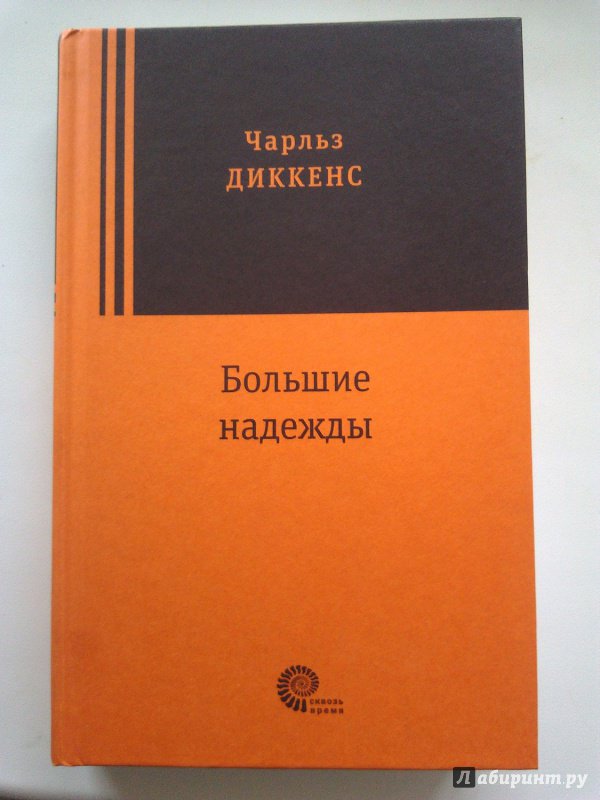 Чарльз
ДИККЕНС
Большие
надежды
сквозь
время
Лабиринт.ру